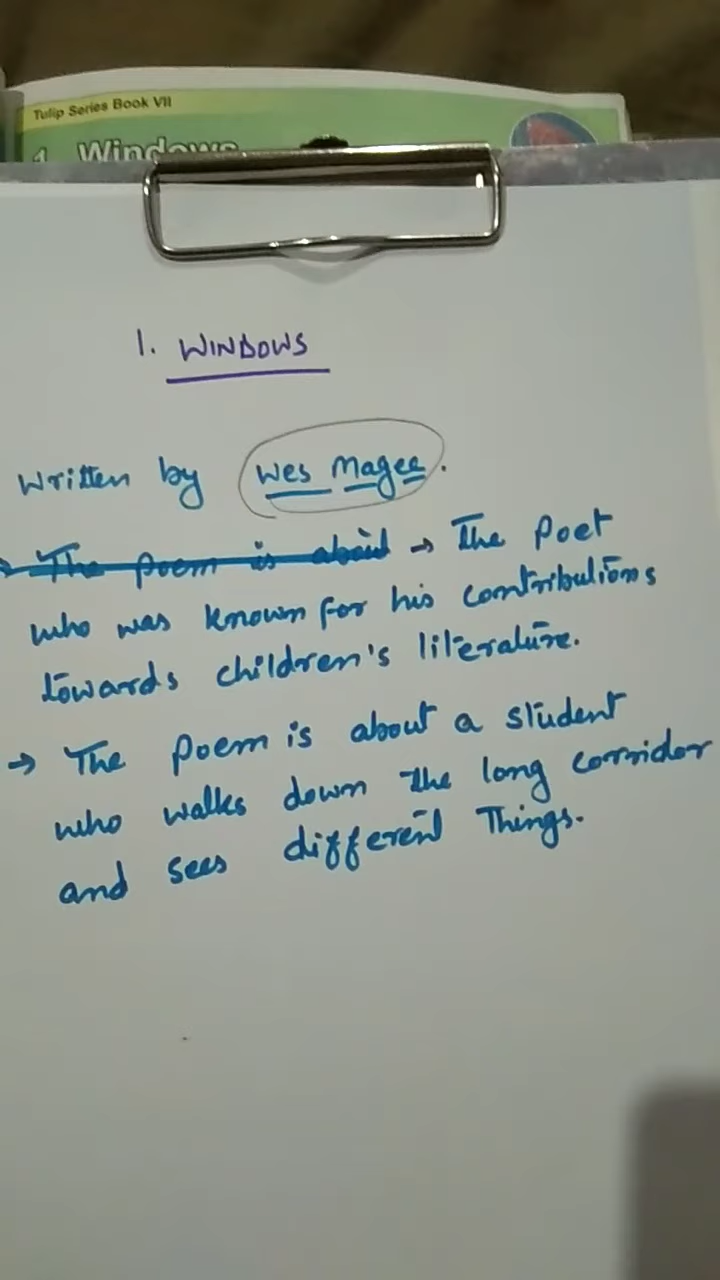 Tulip Series Book VII
1. Windows
1. WINDOWS
Written by Wes Magee.
→ The poem is about → The Poet
who was known for his contributions
towards children's literature.
→ The poem is about a student
who walks down the long corridor
and sees different Things.